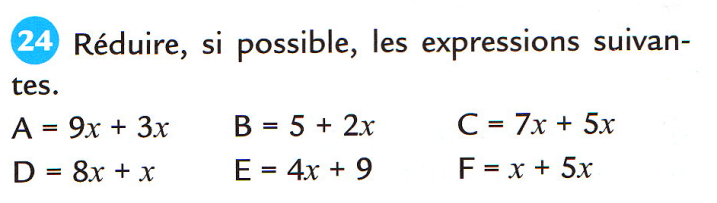 24 Réduire, si possible, les expressions suivan-
tes.
A = 9x + 3x B = 5 + 2x C = 7x + 5x
D = 8x + x E = 4x + 9 F = x + 5x